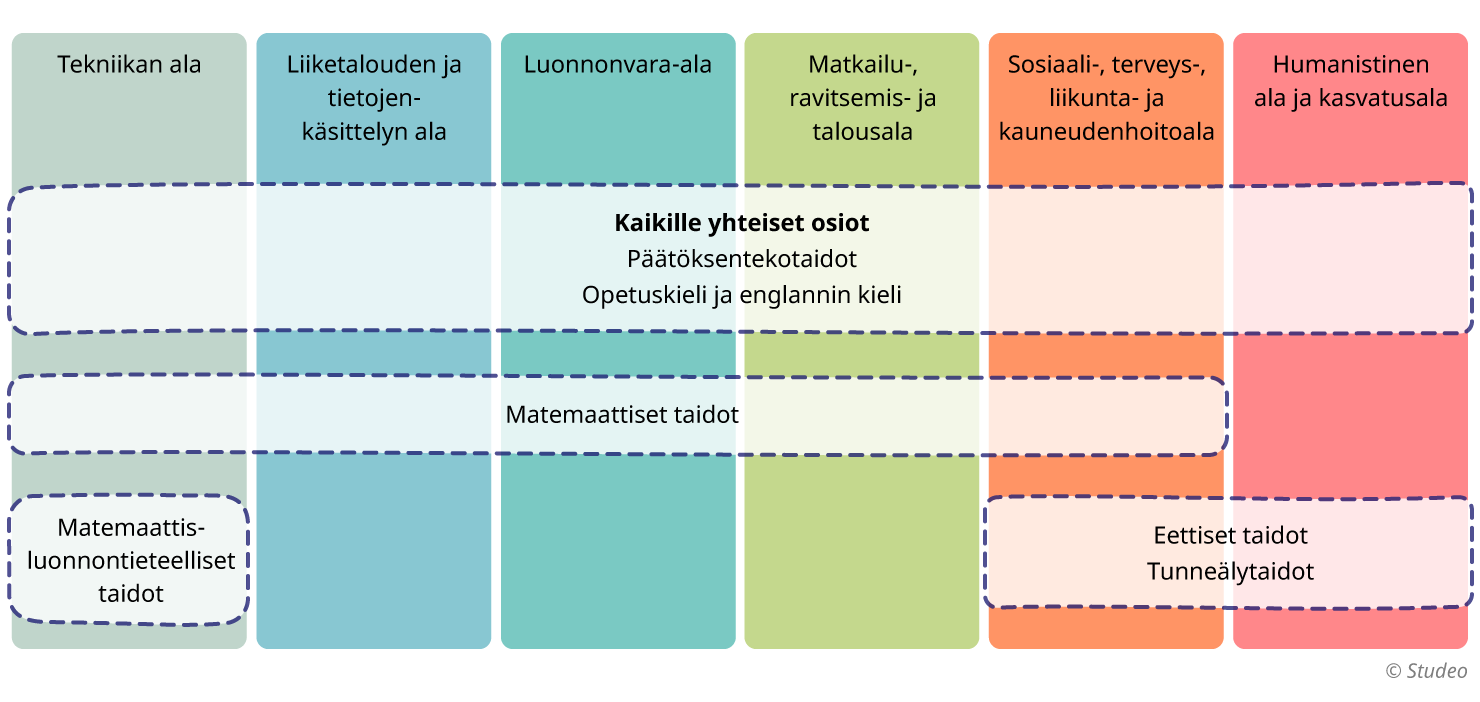 Tekniikan ala
Liiketalouden ja
tietojen-
käsittelyn ala
Luonnonvara-ala
Matkailu-,
ravitsemis- ja
talousala
Sosiaali-, terveys-,
liikunta- ja
kauneudenhoitoala
Humanistinen
ala ja kasvatusala
Kaikille yhteiset osiot
Päätöksentekotaidot
Opetuskieli ja englannin kieli
Matemaattiset taidot
Matemaattis-
luonnontieteelliset
taidot
Eettiset taidot
Tunneälytaidot
© Studeo